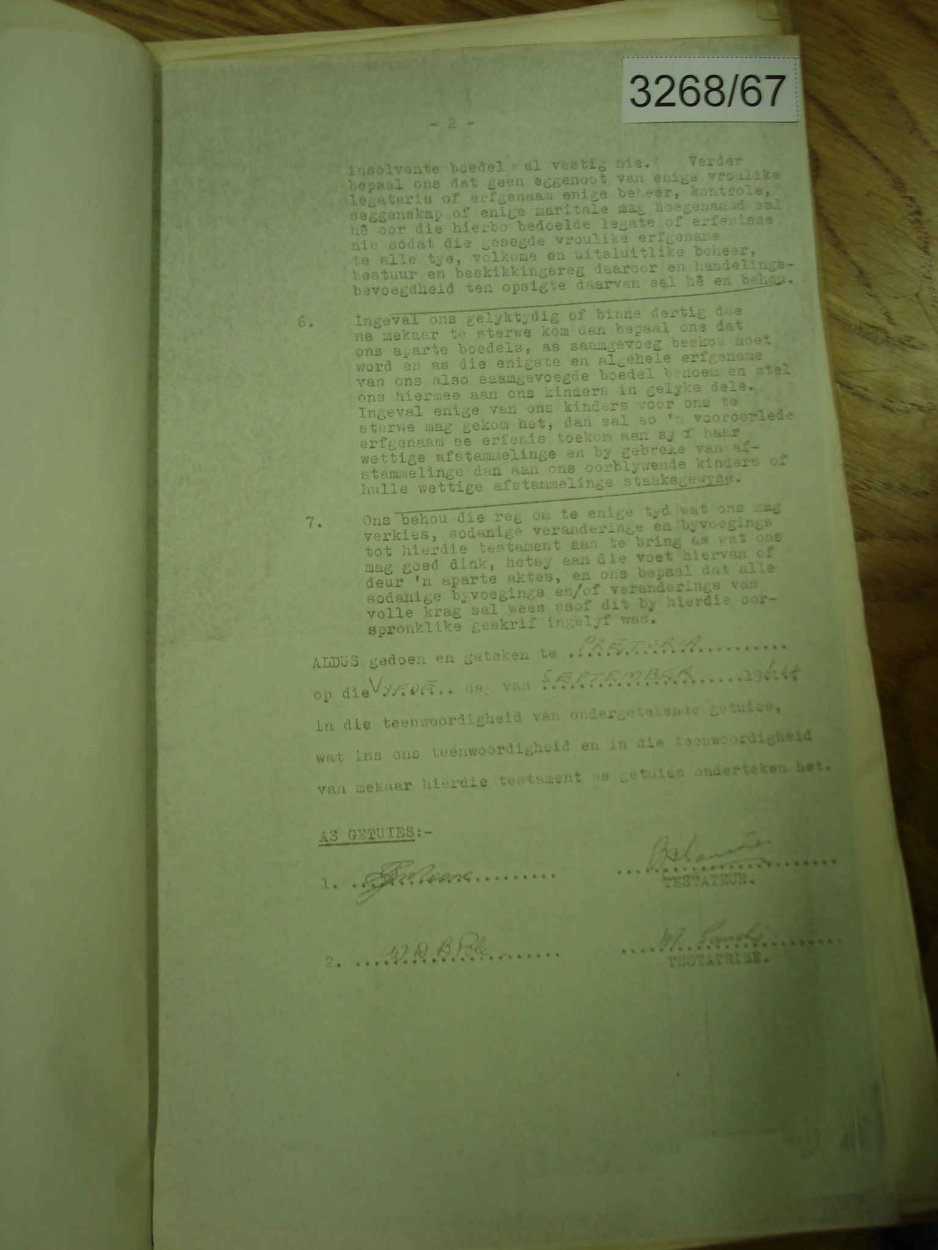 3268/67
- 2 -
insolvente boedel sal vestig nie. Verder
bepaal ons dat geen eggenoot van enige vroulike
legataris of erfgenaam enige beheer, kontrole,
seggenskap of enige maritale mag hoegenaamd sal
hê oor die hierbo bedoelde legate of erfenisse
nie sodat die gesegde vroulike erfgename
te alle tye, volkome en uitsluitlike beheer,
bestuur en beskikkingsreg daaroor en handelings-
bevoegdheid ten opsigte daarvan sal hê en behou.
6. Ingeval ons gelyktydig of binne dertig dae
na mekaar te sterwe kom dan bepaal ons dat
ons aparte boedels, as saamgevoeg beskou moet
word en as die enigste en algehele erfgename
van ons also saamgevoegde boedel benoem en stel
ons hiermee aan ons kinders in gelyke dele.
Ingeval enige van ons kinders voor ons te
sterwe mag gekom het, dan sal so 'n vooroorlede
erfgenaam se erfenis toekom aan sy of haar
wettige afstammelinge en by gebreke van af-
stammelinge dan aan ons oorblywende kinders of
hulle wettige afstammelinge staaksgewyse.
7. Ons behou die reg om te enige tyd wat ons mag
verkies, sodanige veranderinge en byvoegings
tot hierdie testament aan te bring as wat ons
mag goed dink, hetsy aan die voet hiervan of
deur 'n aparte aktes, en ons bepaal dat alle
sodanige byvoegings en/of veranderings van
volle krag sal wees asof dit by hierdie oor-
spronklike geskrif ingelyf was.
ALDUS gedoen en geteken te PRETORIA
op die VYFDE dag van SEPTEMBER 1964
in die teenwoordigheid van ondergetekende getuies,
wat ins ons teenwoordigheid en in die teenwoordigheid
van mekaar hierdie testament as getuies onderteken het.
AS GETUIES:-
1.
TESTATEUR.
2. W. D. B.
TESTATRISE.